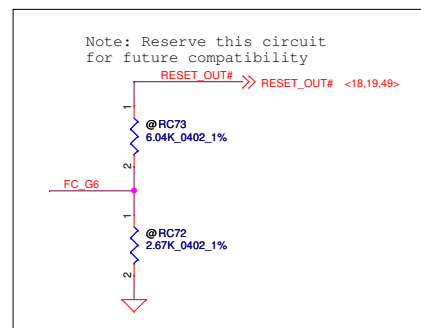 Note: Reserve this circuit
for future compatibility
RESET_OUT#
RESET_OUT# <18,19,49>
1
@RC73
6.04K_0402_1%
2
FC_G6
1
@RC72
2.67K_0402_1%
2